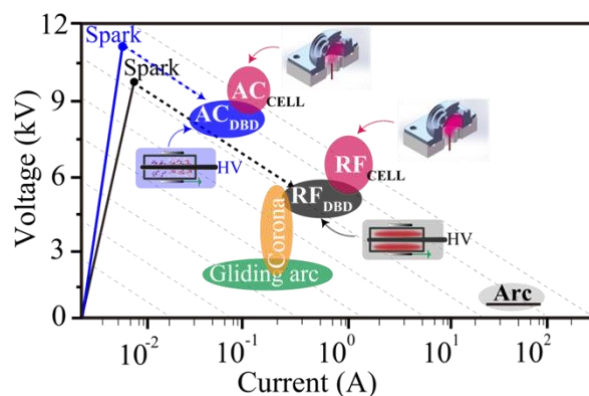 12
9
6
3
0
Voltage (kV)
Spark
Spark
AC CELL
AC DBD
HV
RF CELL
RF DBD
HV
Corona
Gliding arc
Arc
10-2
10-1
100
101
102
Current (A)